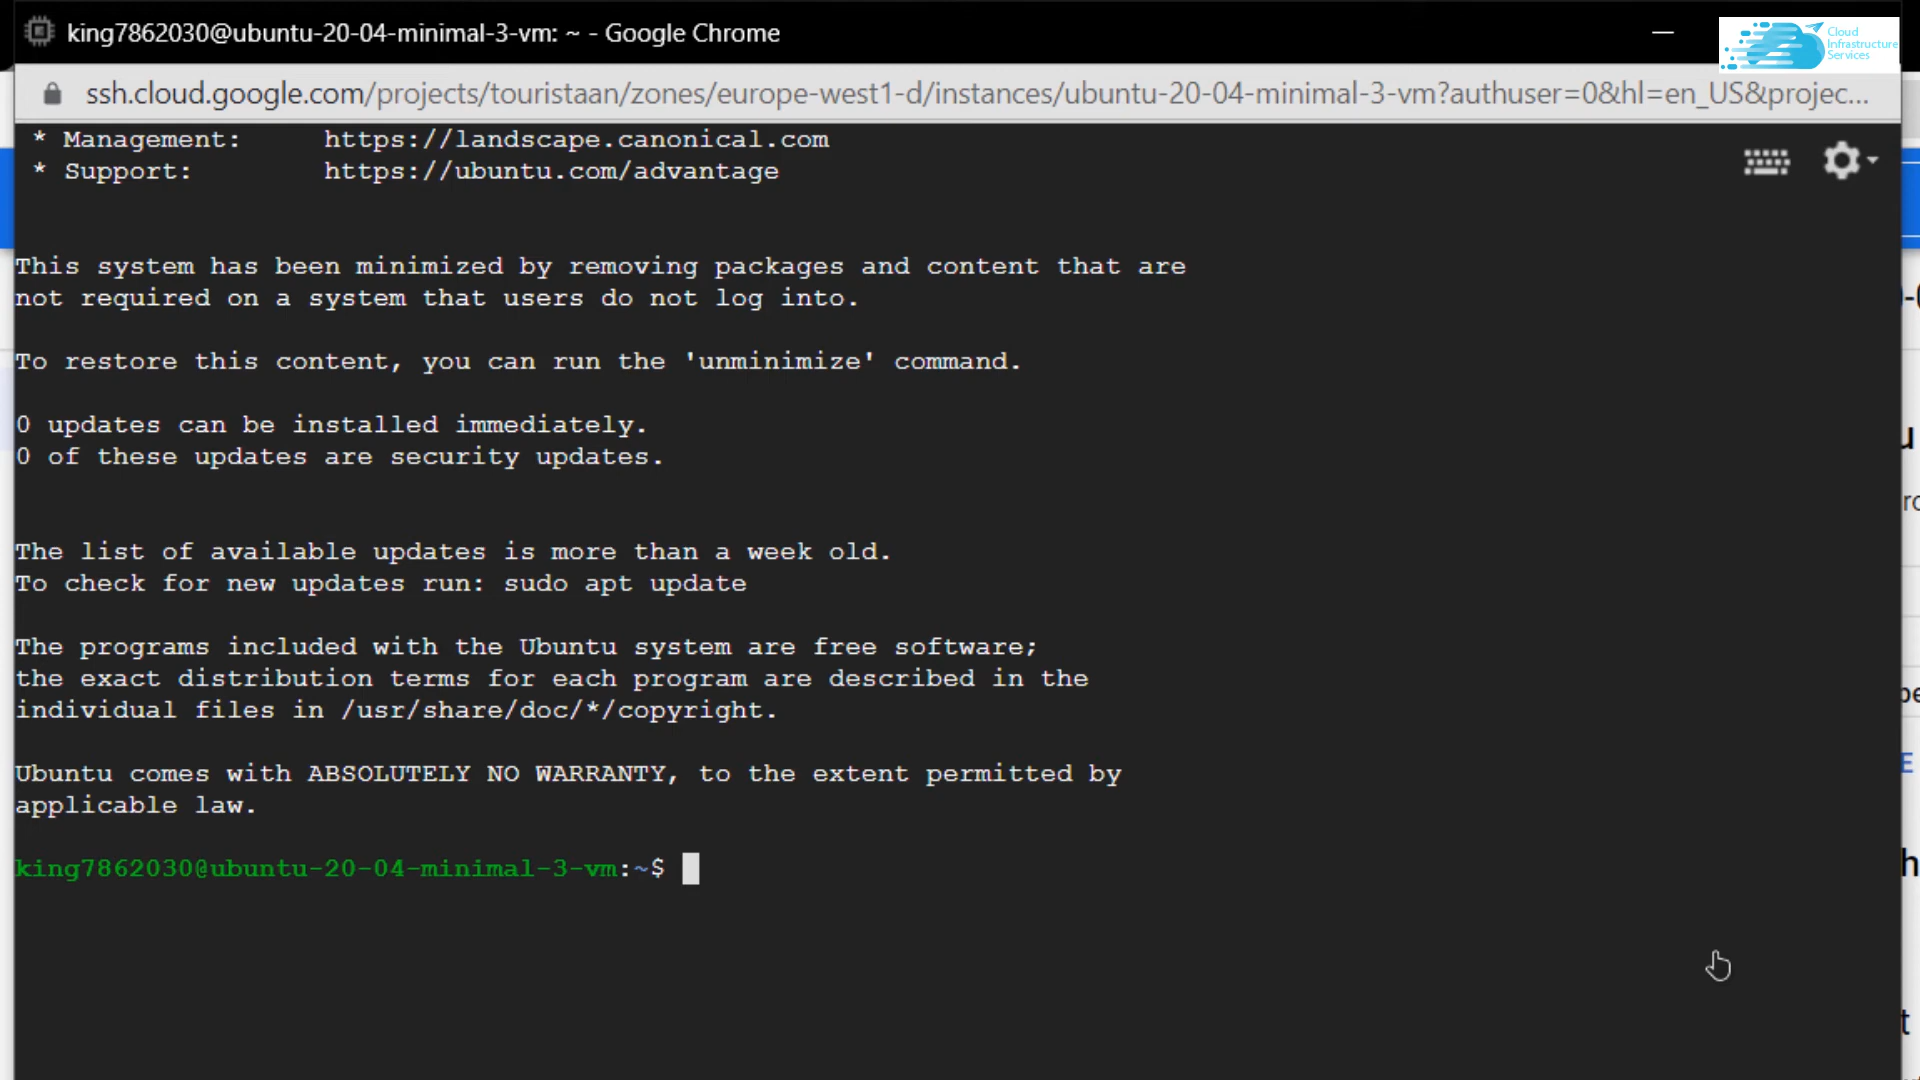 king7862030@ubuntu-20-04-minimal-3-vm: ~ - Google Chrome
Cloud
Infrastructure
Services
ssh.cloud.google.com/projects/touristaan/zones/europe-west1-d/instances/ubuntu-20-04-minimal-3-vm?authuser=0&hl=en_US&projec...
* Management:     https://landscape.canonical.com
* Support:        https://ubuntu.com/advantage
This system has been minimized by removing packages and content that are
not required on a system that users do not log into.
To restore this content, you can run the 'unminimize' command.
0 updates can be installed immediately.
0 of these updates are security updates.
The list of available updates is more than a week old.
To check for new updates run: sudo apt update
The programs included with the Ubuntu system are free software;
the exact distribution terms for each program are described in the
individual files in /usr/share/doc/*/copyright.
Ubuntu comes with ABSOLUTELY NO WARRANTY, to the extent permitted by
applicable law.
king7862030@ubuntu-20-04-minimal-3-vm:~$